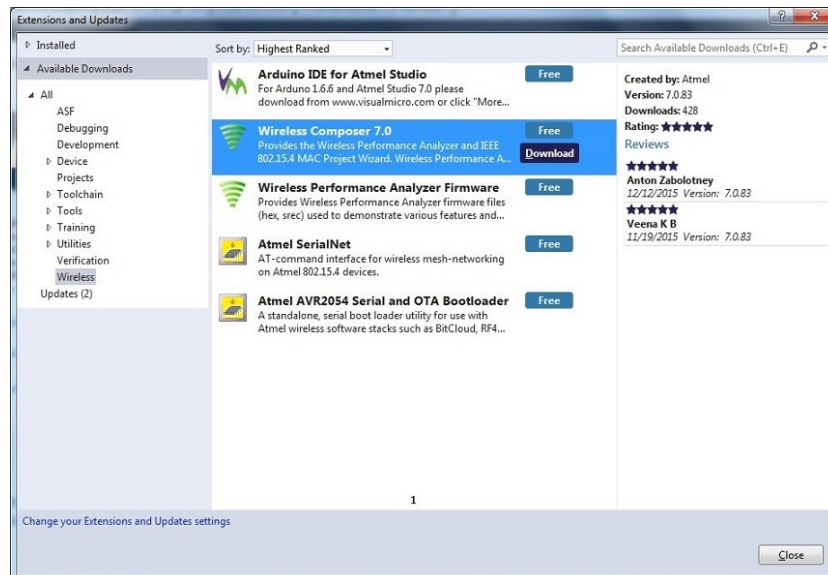 Extensions and Updates
Installed
Available Downloads
All
ASF
Debugging
Development
Device
Projects
Toolchain
Tools
Training
Utilities
Verification
Wireless
Updates (2)
Sort by: Highest Ranked
Arduino IDE for Atmel Studio
Free
For Arduino 1.6.6 and Atmel Studio 7.0 please
download from www.visualmicro.com or click "More...
Wireless Composer 7.0
Free
Provides the Wireless Performance Analyzer and IEEE
802.15.4 MAC Project Wizard. Wireless Performance A...
Download
Wireless Performance Analyzer Firmware
Free
Provides Wireless Performance Analyzer firmware files
(hex, srec) used to demonstrate various features and...
Atmel SerialNet
Free
AT-command interface for wireless mesh-networking
on Atmel 802.15.4 devices.
Atmel AVR2054 Serial and OTA Bootloader
Free
A standalone, serial boot loader utility for use with
Atmel wireless software stacks such as BitCloud, RF4...
1
Search Available Downloads (Ctrl+E)
Created by: Atmel
Version: 7.0.83
Downloads: 428
Rating: ★★★★★
Reviews
★★★★★
Anton Zabolotney
12/12/2015 Version: 7.0.83
★★★★★
Veena K B
11/19/2015 Version: 7.0.83
Change your Extensions and Updates settings
Close